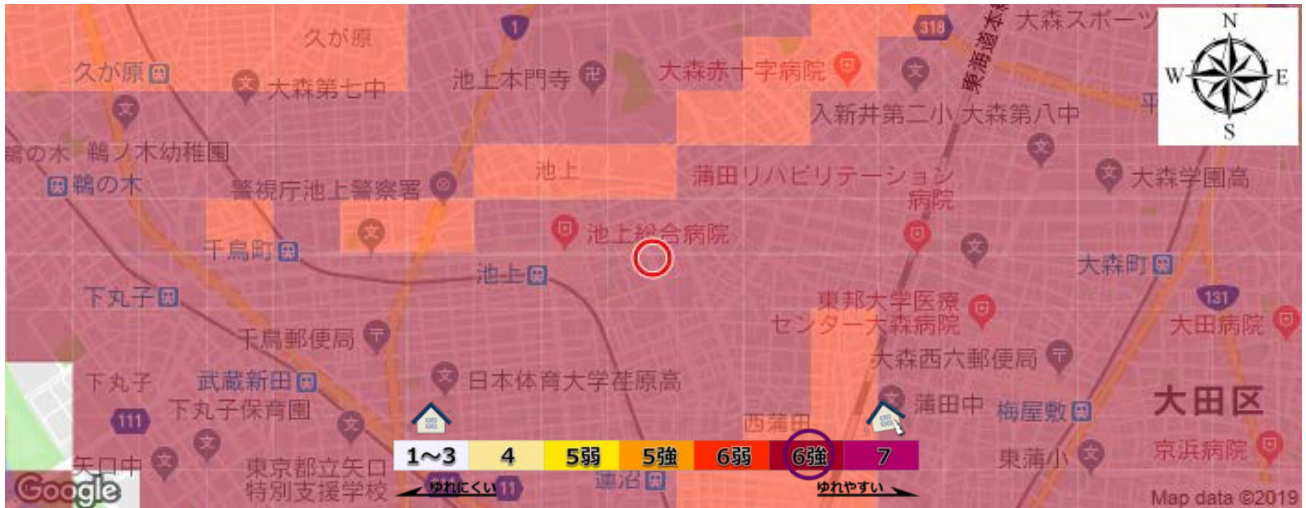 久が原
1
318
大森スポーツ
N
久が原
大森第七中
池上本門寺
大森赤十字病院
東海道本線
W
E
S
入新井第二小
大森第八中
平
鵜の木
鵜ノ木幼稚園
鵜の木
警視庁池上警察署
池上
蒲田リハビリテーション
病院
大森学園高
千鳥町
池上総合病院
大森町
下丸子
池上
東邦大学医療
センター大森病院
131
大田病院
千鳥郵便局
大森西六郵便局
下丸子
武蔵新田
日本体育大学荏原高
大田区
111
下丸子保育園
西蒲田
蒲田中
梅屋敷
矢口中
東京都立矢口
特別支援学校
1~3
4
5弱
5強
6弱
6強
7
東蒲小
京浜病院
ゆれにくい
11
蓮沼
ゆれやすい
Google
Map data ©2019